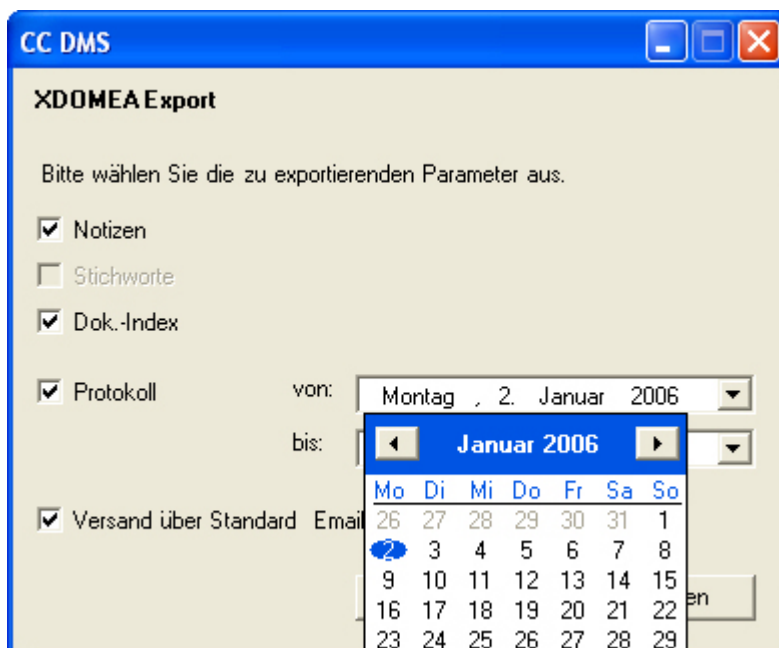 CC DMS
XDOMEA Export
Bitte wählen Sie die zu exportierenden Parameter aus.
Notizen
Stichworte
Dok.-Index
Protokoll von: Montag , 2. Januar 2006
bis:
Januar 2006
Mo Di Mi Do Fr Sa So
26 27 28 29 30 31 1
Versand über Standard Email
2 3 4 5 6 7 8
9 10 11 12 13 14 15
16 17 18 19 20 21 22
23 24 25 26 27 28 29